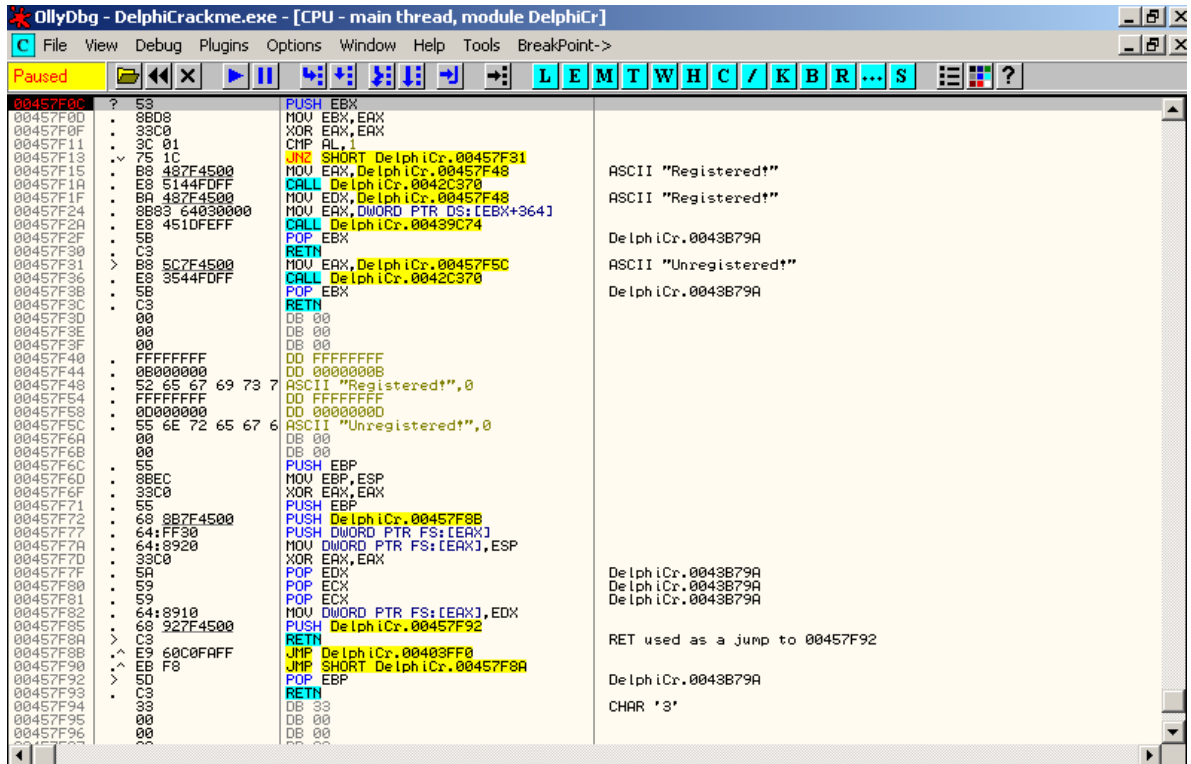 OllyDbg - DelphiCrackme.exe - [CPU - main thread, module DelphiCr]
C File View Debug Plugins Options Window Help Tools BreakPoint->
Paused L E M T W H C / K B R ... S ?
00457F0C ? 53 PUSH EBX
00457F0D . 8BD8 MOV EBX,EAX
00457F0F . 33C0 XOR EAX,EAX
00457F11 . 3C 01 CMP AL,1
00457F13 .v 75 1C JNZ SHORT DelphiCr.00457F31
00457F15 . B8 487F4500 MOV EAX,DelphiCr.00457F48 ASCII "Registered!"
00457F1A . E8 5144FDFF CALL DelphiCr.0042C370
00457F1F . BA 487F4500 MOV EDX,DelphiCr.00457F48 ASCII "Registered!"
00457F24 . 8B83 64030000 MOV EAX,DWORD PTR DS:[EBX+364]
00457F2A . E8 451DFEFF CALL DelphiCr.00439C74
00457F2F . 5B POP EBX DelphiCr.0043B79A
00457F30 . C3 RETN
00457F31 > B8 5C7F4500 MOV EAX,DelphiCr.00457F5C ASCII "Unregistered!"
00457F36 . E8 3544FDFF CALL DelphiCr.0042C370
00457F3B . 5B POP EBX DelphiCr.0043B79A
00457F3C . C3 RETN
00457F3D 00 DB 00
00457F3E 00 DB 00
00457F3F 00 DB 00
00457F40 . FFFFFFFF DD FFFFFFFF
00457F44 . 0B000000 DD 0000000B
00457F48 . 52 65 67 69 73 7 ASCII "Registered!",0
00457F54 . FFFFFFFF DD FFFFFFFF
00457F58 . 0D000000 DD 0000000D
00457F5C . 55 6E 72 65 67 6 ASCII "Unregistered!",0
00457F6A 00 DB 00
00457F6B 00 DB 00
00457F6C . 55 PUSH EBP
00457F6D . 8BEC MOV EBP,ESP
00457F6F . 33C0 XOR EAX,EAX
00457F71 . 55 PUSH EBP
00457F72 . 68 8B7F4500 PUSH DelphiCr.00457F8B
00457F77 . 64:FF30 PUSH DWORD PTR FS:[EAX]
00457F7A . 64:8920 MOV DWORD PTR FS:[EAX],ESP
00457F7D . 33C0 XOR EAX,EAX
00457F7F . 5A POP EDX DelphiCr.0043B79A
00457F80 . 59 POP ECX DelphiCr.0043B79A
00457F81 . 59 POP ECX DelphiCr.0043B79A
00457F82 . 64:8910 MOV DWORD PTR FS:[EAX],EDX
00457F85 . 68 927F4500 PUSH DelphiCr.00457F92
00457F8A > C3 RETN RET used as a jump to 00457F92
00457F8B .^ E9 60C0FAFF JMP DelphiCr.00403FF0
00457F90 .^ EB F8 JMP SHORT DelphiCr.00457F8A
00457F92 > 5D POP EBP DelphiCr.0043B79A
00457F93 . C3 RETN
00457F94 33 DB 33 CHAR '3'
00457F95 00 DB 00
00457F96 00 DB 00